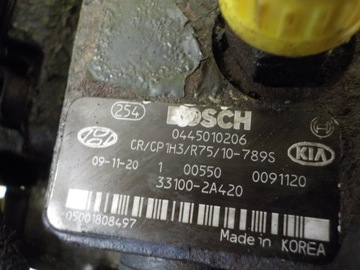 254 BOSCH
0445010206
CR/CP1H3/R75/10-789S
KIA
09-11-20 1 00550 0091120
33100-2A420
05001808497
Made in KOREA